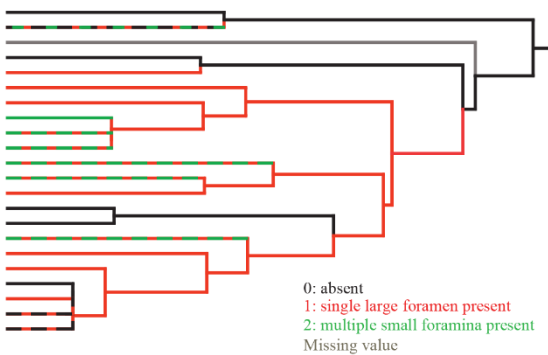 0: absent
1: single large foramen present
2: multiple small foramina present
Missing value